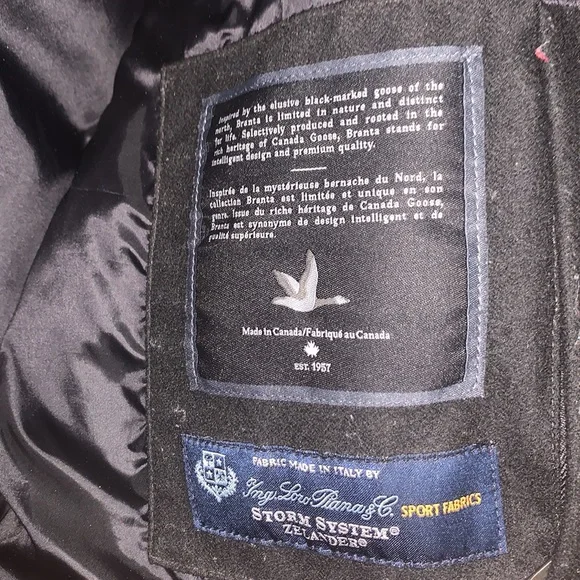 Inspired by the elusive black-marked goose of the
north, Branta is limited in nature and distinct
for life. Selectively produced and rooted in the
rich heritage of Canada Goose, Branta stands for
intelligent design and premium quality.
Inspirée de la mystérieuse bernache du Nord, la
collection Branta est limitée et unique en son
genre. Issue du riche héritage de Canada Goose,
Branta est synonyme de design intelligent et de
qualité supérieure.
Made in Canada/Fabriqué au Canada
EST. 1957
FABRIC MADE IN ITALY BY
Ing. Loro Piana & C. SPORT FABRICS
STORM SYSTEM®
ZELANDER®